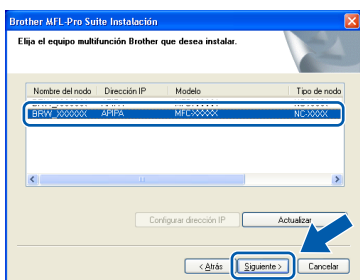 Brother MFL-Pro Suite Instalación
Elija el equipo multifunción Brother que desea instalar.
Nombre del nodo Dirección IP Modelo Tipo de nodo
BRW_XXXXXX APIPA MFC-XXXXX NC-XXXX
Configurar dirección IP Actualizar
< Atrás Siguiente > Cancelar